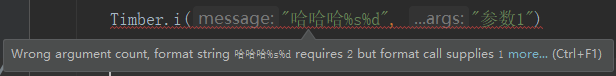 Timber.i( message: "哈哈哈%s%d", ...args: "参数1")
Wrong argument count, format string 哈哈哈%s%d requires 2 but format call supplies 1 more... (Ctrl+F1)